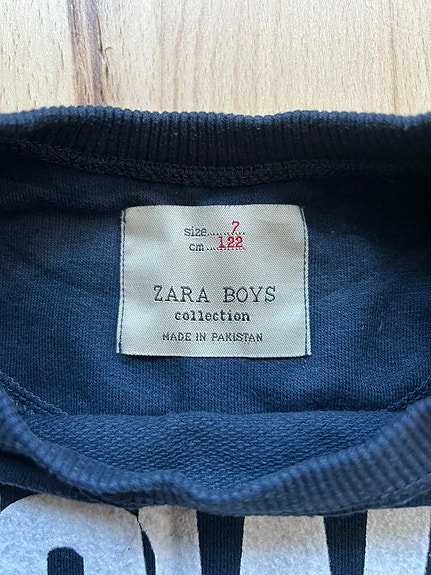 size........7
cm..........122
ZARA BOYS
collection
MADE IN PAKISTAN